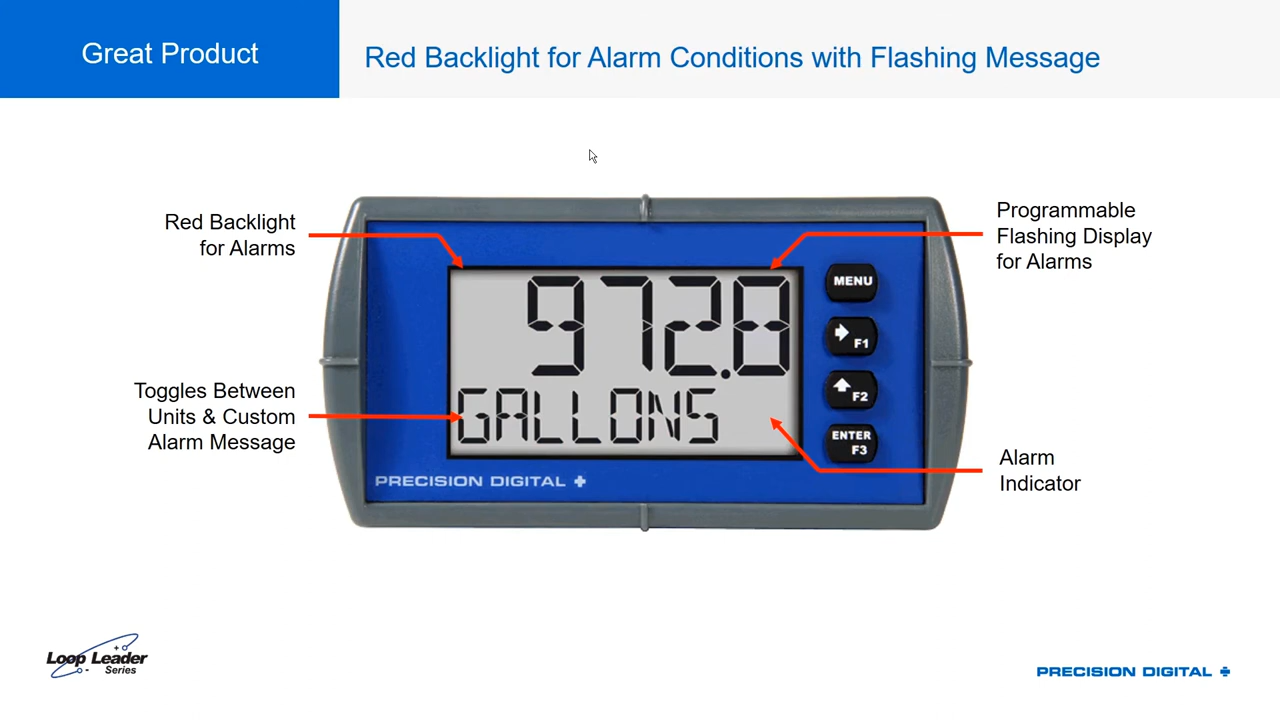 Great Product
Red Backlight for Alarm Conditions with Flashing Message
Red Backlight
for Alarms
Programmable
Flashing Display
for Alarms
972.8
GALLONS
MENU
F1
F2
ENTER
F3
Toggles Between
Units & Custom
Alarm Message
Alarm
Indicator
PRECISION DIGITAL
Loop Leader
Series
PRECISION DIGITAL